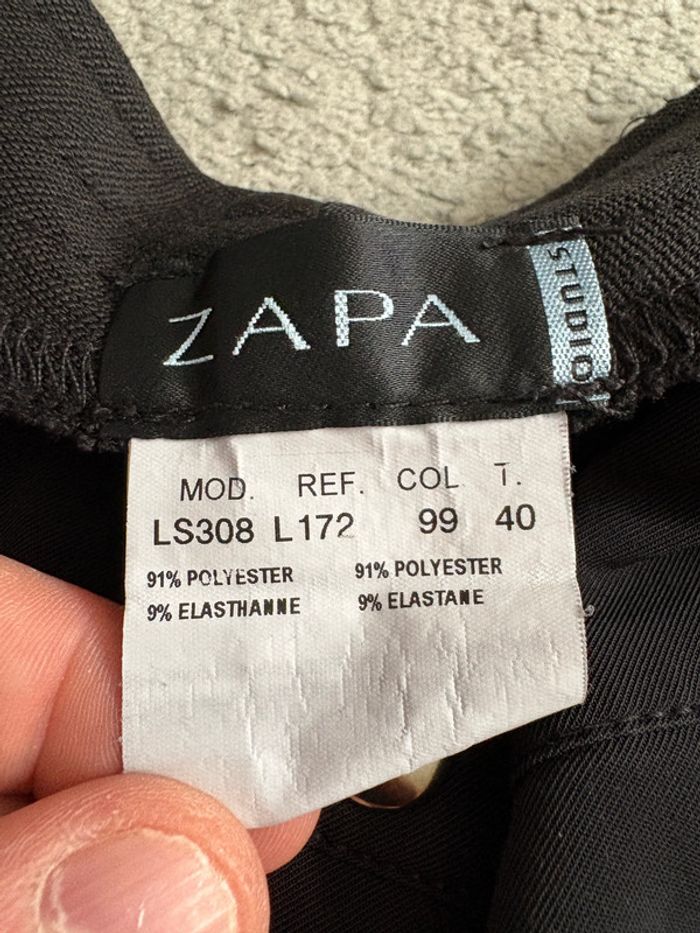 ZAPA
STUDIO
MOD. REF. COL. T.
LS308 L172 99 40
91% POLYESTER 91% POLYESTER
9% ELASTHANNE 9% ELASTANE